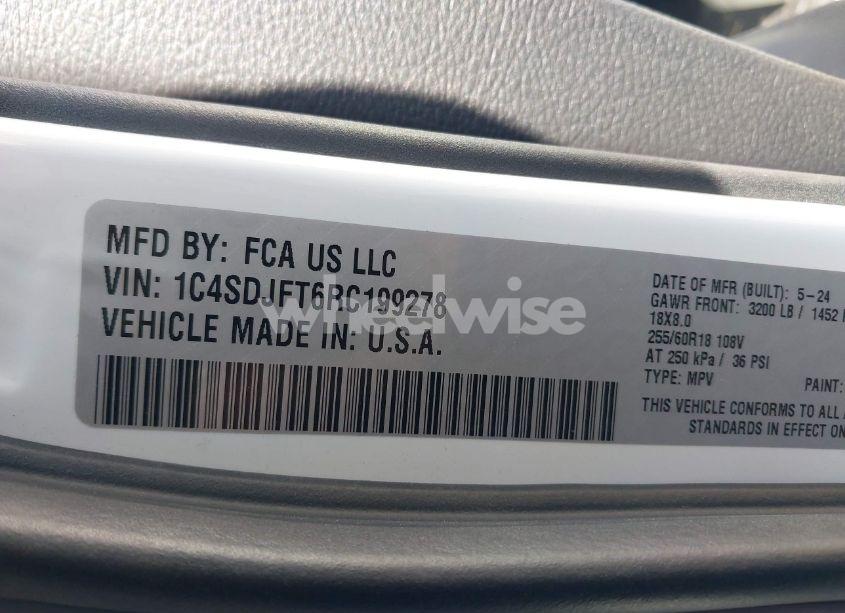 MFD BY: FCA US LLC
VIN: 1C4SDJFT6RC199278
VEHICLE MADE IN: U.S.A.
DATE OF MFR (BUILT): 5-24
GAWR FRONT: 3200 LB / 1452
18X8.0
255/60R18 108V
AT 250 kPa / 36 PSI
TYPE: MPV
PAINT:
THIS VEHICLE CONFORMS TO ALL
STANDARDS IN EFFECT ON
wheelwise